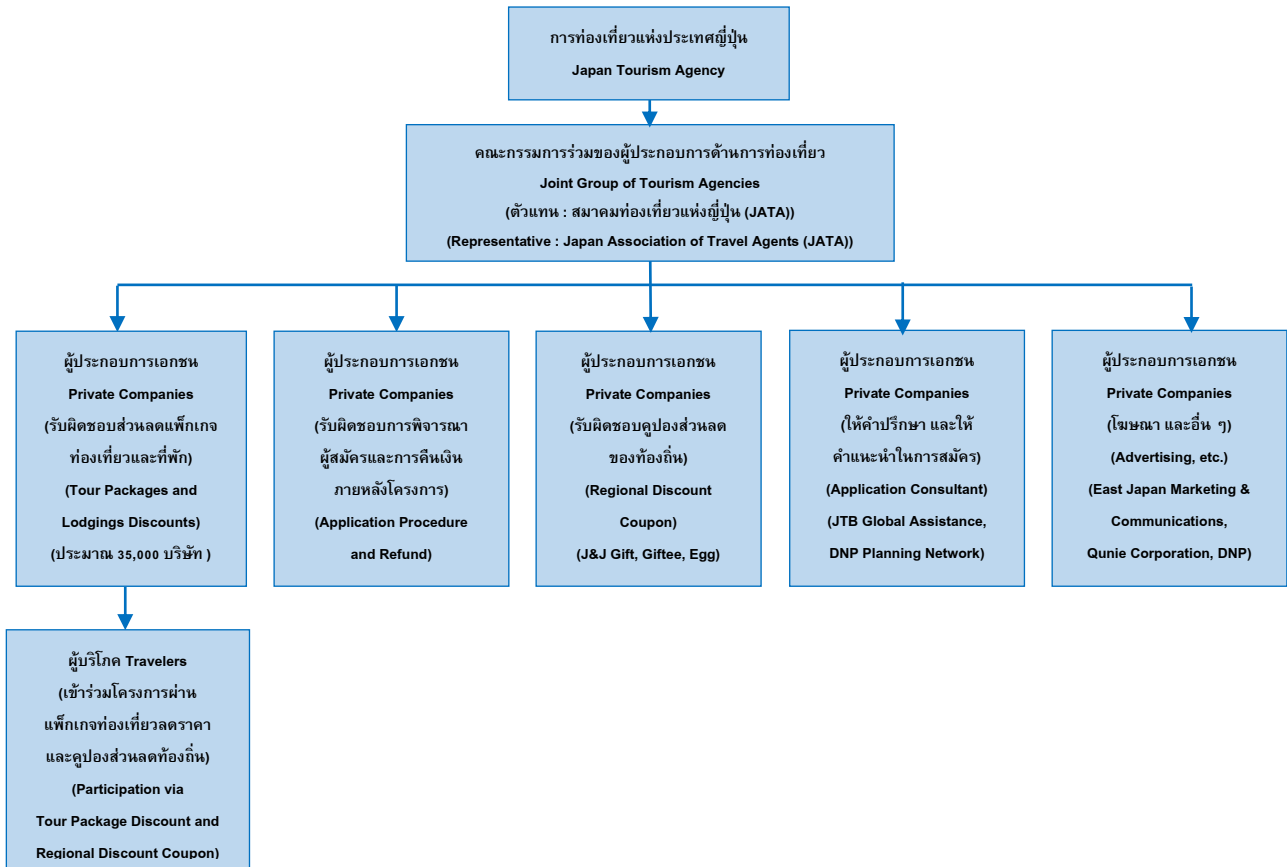 การท่องเที่ยวแห่งประเทศญี่ปุ่น
Japan Tourism Agency
คณะกรรมการร่วมของผู้ประกอบการด้านการท่องเที่ยว
Joint Group of Tourism Agencies
(ตัวแทน : สมาคมท่องเที่ยวแห่งญี่ปุ่น (JATA))
(Representative : Japan Association of Travel Agents (JATA))
ผู้ประกอบการเอกชน
Private Companies
(รับผิดชอบส่วนลดแพ็กเกจ
ท่องเที่ยวและที่พัก)
(Tour Packages and
Lodgings Discounts)
(ประมาณ 35,000 บริษัท )
ผู้ประกอบการเอกชน
Private Companies
(รับผิดชอบการพิจารณา
ผู้สมัครและการคืนเงิน
ภายหลังโครงการ)
(Application Procedure
and Refund)
ผู้ประกอบการเอกชน
Private Companies
(รับผิดชอบคูปองส่วนลด
ของท้องถิ่น)
(Regional Discount
Coupon)
(J&J Gift, Giftee, Egg)
ผู้ประกอบการเอกชน
Private Companies
(ให้คำปรึกษา และให้
คำแนะนำในการสมัคร)
(Application Consultant)
(JTB Global Assistance,
DNP Planning Network)
ผู้ประกอบการเอกชน
Private Companies
(โฆษณา และอื่น ๆ)
(Advertising, etc.)
(East Japan Marketing &
Communications,
Qunie Corporation, DNP)
ผู้บริโภค Travelers
(เข้าร่วมโครงการผ่าน
แพ็กเกจท่องเที่ยวลดราคา
และคูปองส่วนลดท้องถิ่น)
(Participation via
Tour Package Discount and
Regional Discount Coupon)